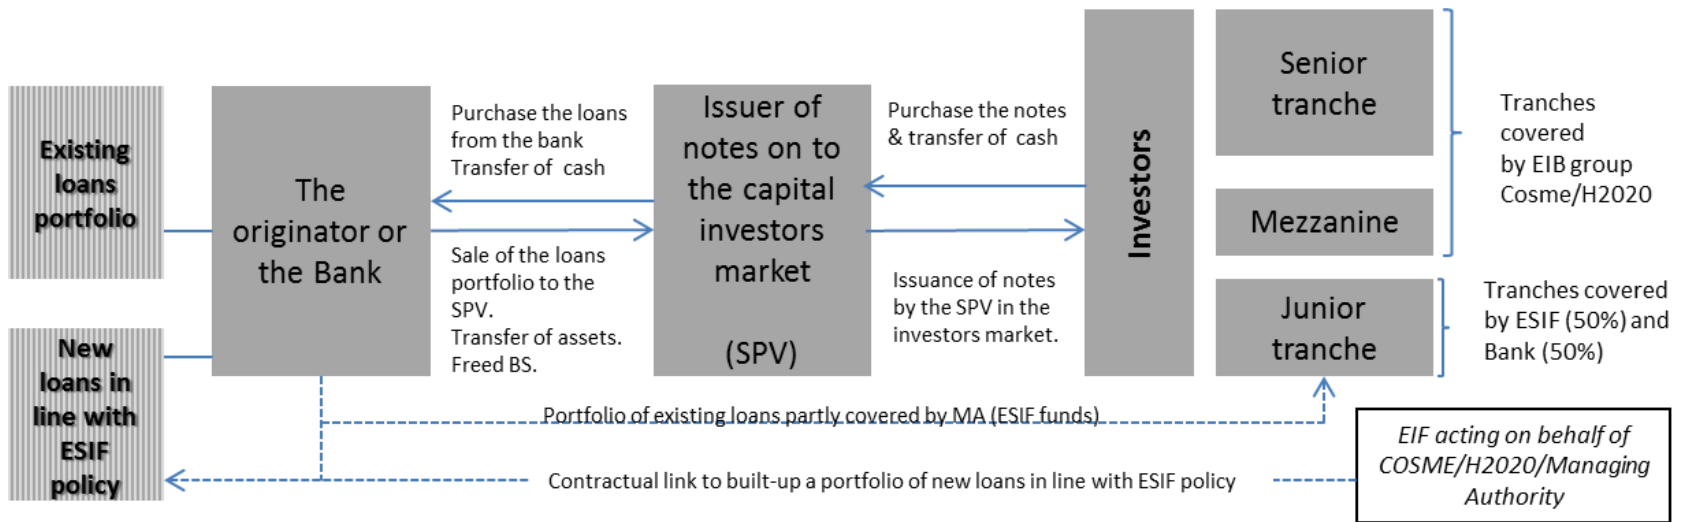 Existing
loans
portfolio
New
loans in
line with
ESIF
policy
The
originator or
the Bank
Purchase the loans
from the bank
Transfer of cash
Sale of the loans
portfolio to the
SPV.
Transfer of assets.
Freed BS.
Issuer of
notes on to
the capital
investors
market
(SPV)
Purchase the notes
& transfer of cash
Issuance of notes
by the SPV in the
investors market.
Investors
Senior
tranche
Mezzanine
Junior
tranche
Tranches
covered
by EIB group
Cosme/H2020
Tranches covered
by ESIF (50%) and
Bank (50%)
Portfolio of existing loans partly covered by MA (ESIF funds)
Contractual link to built-up a portfolio of new loans in line with ESIF policy
EIF acting on behalf of
COSME/H2020/Managing
Authority